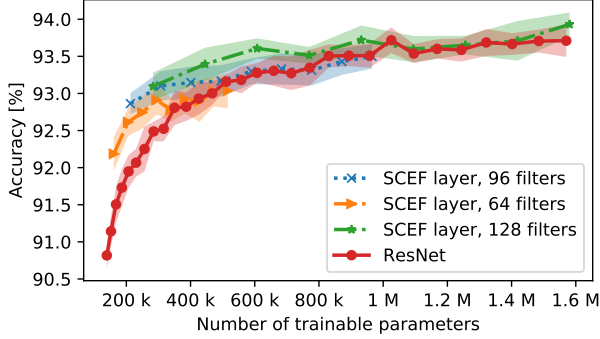 94.0
93.5
93.0
92.5
92.0
91.5
91.0
90.5
Accuracy [%]
SCEF layer, 96 filters
SCEF layer, 64 filters
SCEF layer, 128 filters
ResNet
200 k 400 k 600 k 800 k 1 M 1.2 M 1.4 M 1.6 M
Number of trainable parameters